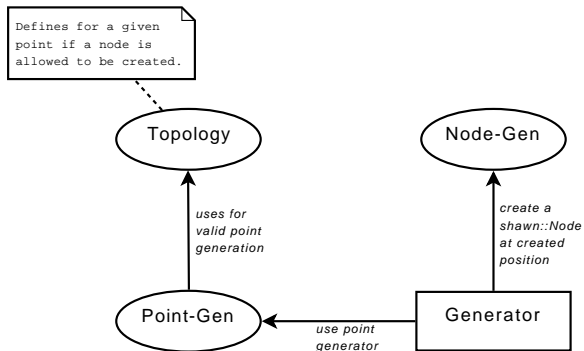 Defines for a given
point if a node is
allowed to be created.
Topology
Node-Gen
uses for
valid point
generation
create a
shawn::Node
at created
position
Point-Gen
use point
generator
Generator